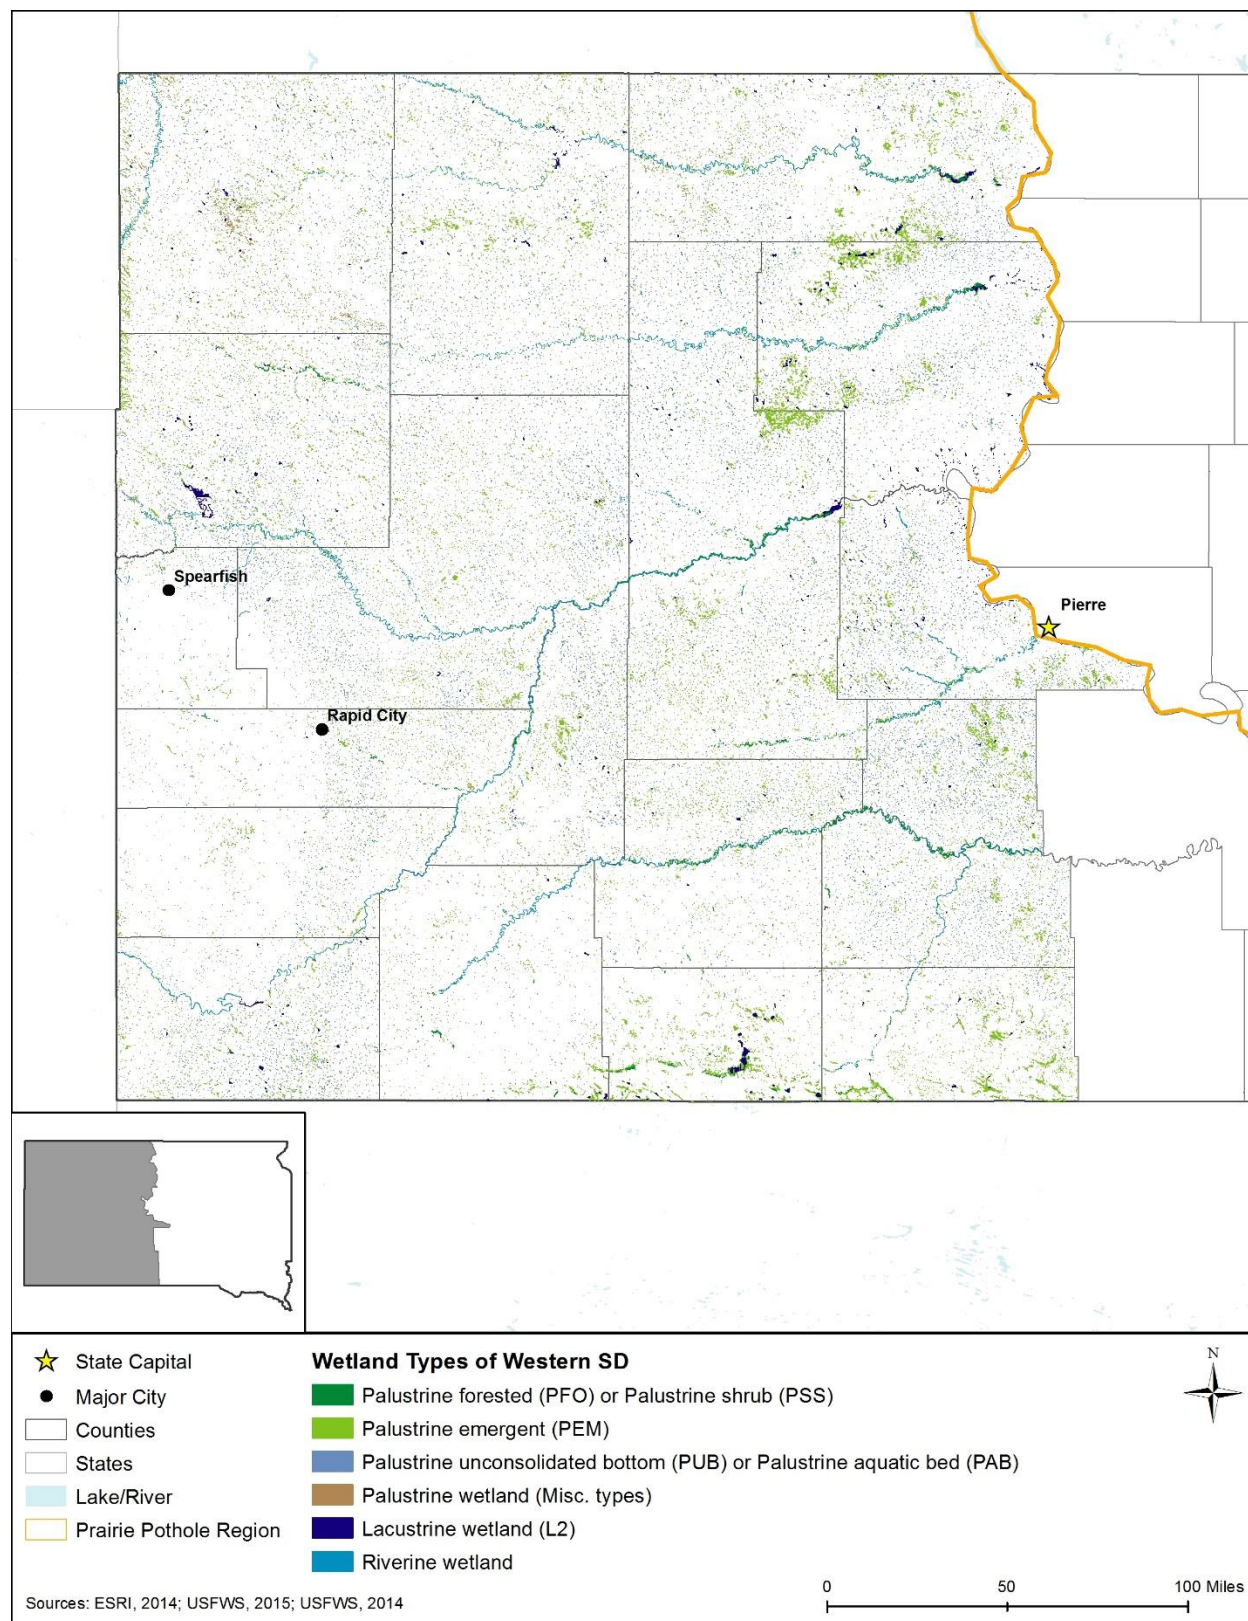 Spearfish
Pierre
Rapid City
State Capital
Major City
Counties
States
Lake/River
Prairie Pothole Region
Wetland Types of Western SD
Palustrine forested (PFO) or Palustrine shrub (PSS)
Palustrine emergent (PEM)
Palustrine unconsolidated bottom (PUB) or Palustrine aquatic bed (PAB)
Palustrine wetland (Misc. types)
Lacustrine wetland (L2)
Riverine wetland
N
Sources: ESRI, 2014; USFWS, 2015; USFWS, 2014
0 50 100 Miles